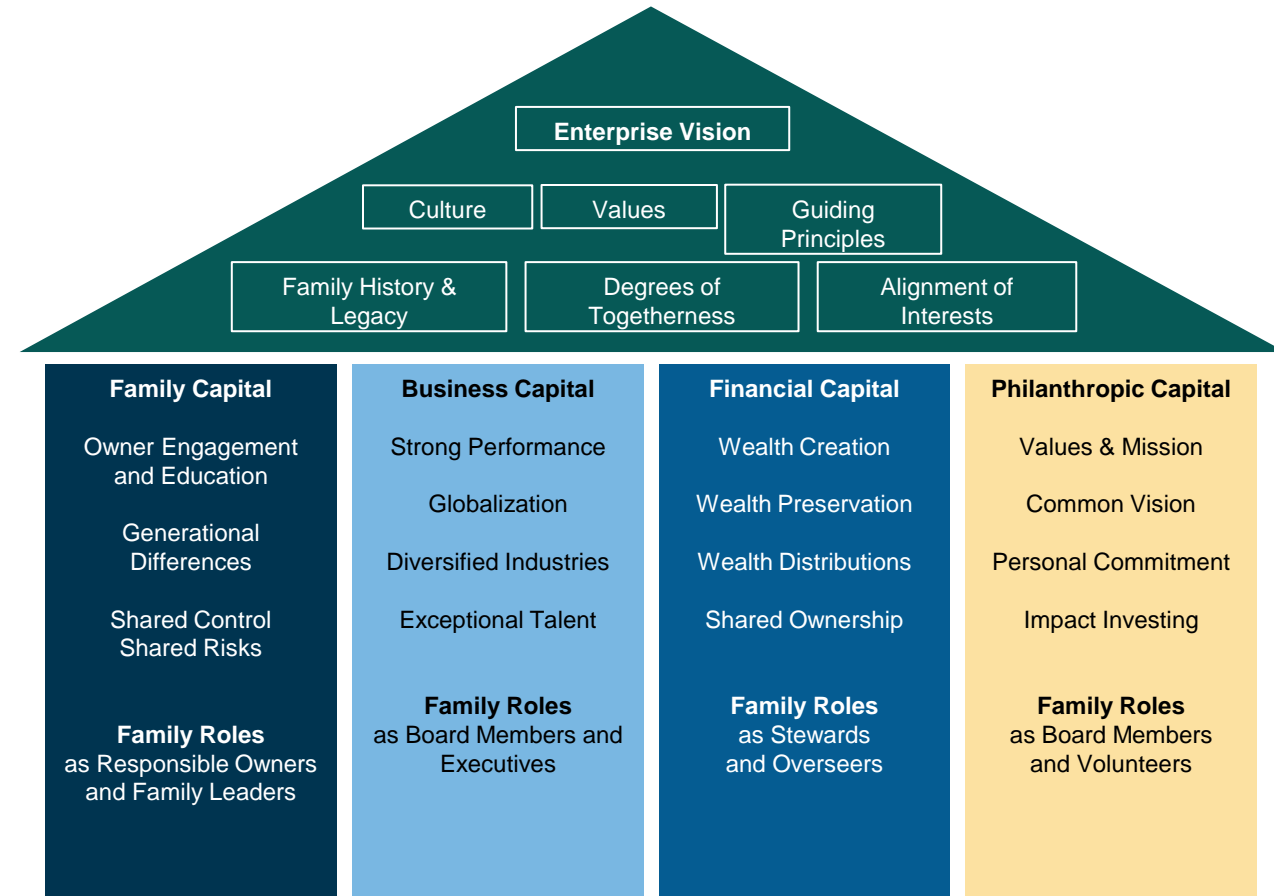 Enterprise Vision
Culture
Values
Guiding
Principles
Family History &
Legacy
Degrees of
Togetherness
Alignment of
Interests
Family Capital
Owner Engagement
and Education
Generational
Differences
Shared Control
Shared Risks
Family Roles
as Responsible Owners
and Family Leaders
Business Capital
Strong Performance
Globalization
Diversified Industries
Exceptional Talent
Family Roles
as Board Members and
Executives
Financial Capital
Wealth Creation
Wealth Preservation
Wealth Distributions
Shared Ownership
Family Roles
as Stewards
and Overseers
Philanthropic Capital
Values & Mission
Common Vision
Personal Commitment
Impact Investing
Family Roles
as Board Members
and Volunteers